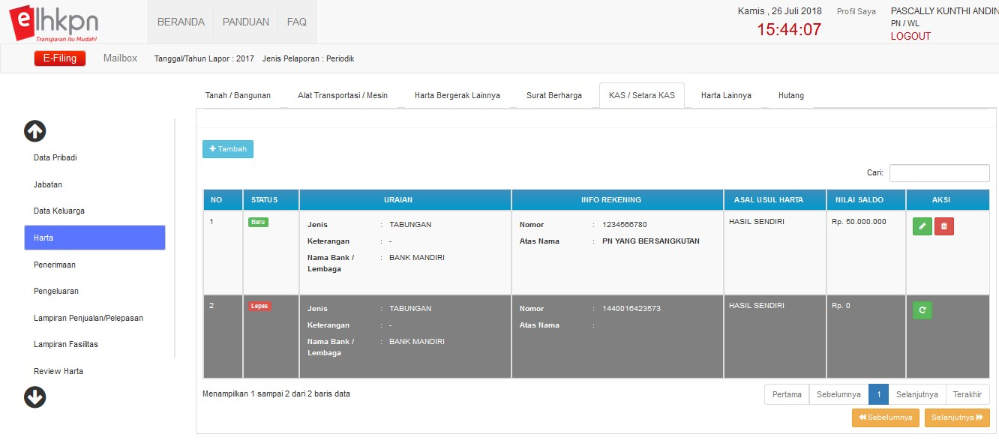 elhkpn
Transparan itu Mudah!
BERANDA PANDUAN FAQ
Kamis , 26 Juli 2018
15:44:07
Profil Saya
PASCALLY KUNTHI ANDIN
PN / WL
LOGOUT
E-Filing Mailbox Tanggal/Tahun Lapor : 2017 Jenis Pelaporan : Periodik
Tanah / Bangunan Alat Transportasi / Mesin Harta Bergerak Lainnya Surat Berharga KAS / Setara KAS Harta Lainnya Hutang
Data Pribadi
Jabatan
Data Keluarga
Harta
Penerimaan
Pengeluaran
Lampiran Penjualan/Pelepasan
Lampiran Fasilitas
Review Harta
+ Tambah
Cari:
NO STATUS URAIAN INFO REKENING ASAL USUL HARTA NILAI SALDO AKSI
1 Baru Jenis : TABUNGAN Nomor : 1234566780 HASIL SENDIRI Rp. 50.000.000
Keterangan : - Atas Nama : PN YANG BERSANGKUTAN
Nama Bank / : BANK MANDIRI
Lembaga
2 Lepas Jenis : TABUNGAN Nomor : 1440016423573 HASIL SENDIRI Rp. 0
Keterangan : - Atas Nama :
Nama Bank / : BANK MANDIRI
Lembaga
Menampilkan 1 sampai 2 dari 2 baris data
Pertama Sebelumnya 1 Selanjutnya Terakhir
Sebelumnya Selanjutnya